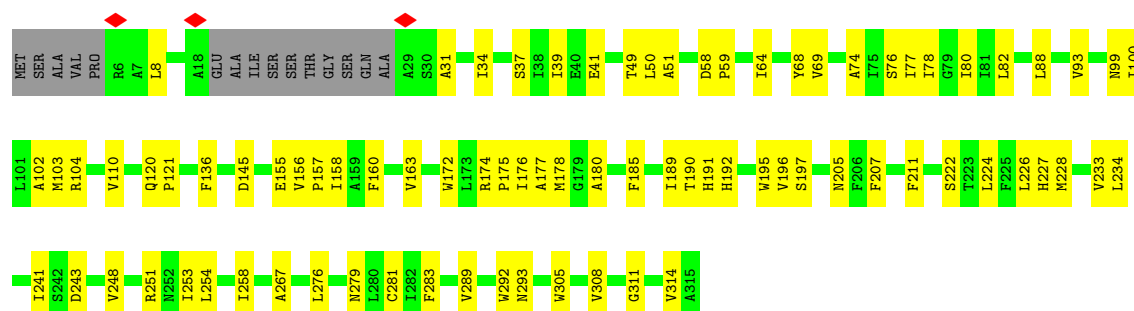 MET SER ALA VAL PRO R6 A7 L8 A18 GLU ALA ILE SER SER THR GLY SER GLN ALA A29 S30 A31 I34 S37 I38 I39 E40 E41 T49 L50 A51 D58 P59 I64 Y68 V69 A74 I75 S76 I77 I78 G79 I80 I81 L82 L88 V93 N99 I100
L101 A102 M103 R104 V110 Q120 P121 F136 D145 E155 V156 P157 I158 A159 F160 V163 W172 L173 R174 P175 I176 A177 M178 G179 A180 F185 I189 T190 H191 H192 W195 V196 S197 N205 F206 F207 F211 S222 T223 L224 F225 L226 H227 M228 V233 L234
I241 S242 D243 V248 R251 N252 I253 L254 I258 A267 L276 N279 L280 C281 I282 F283 V289 W292 N293 W305 V308 G311 V314 A315